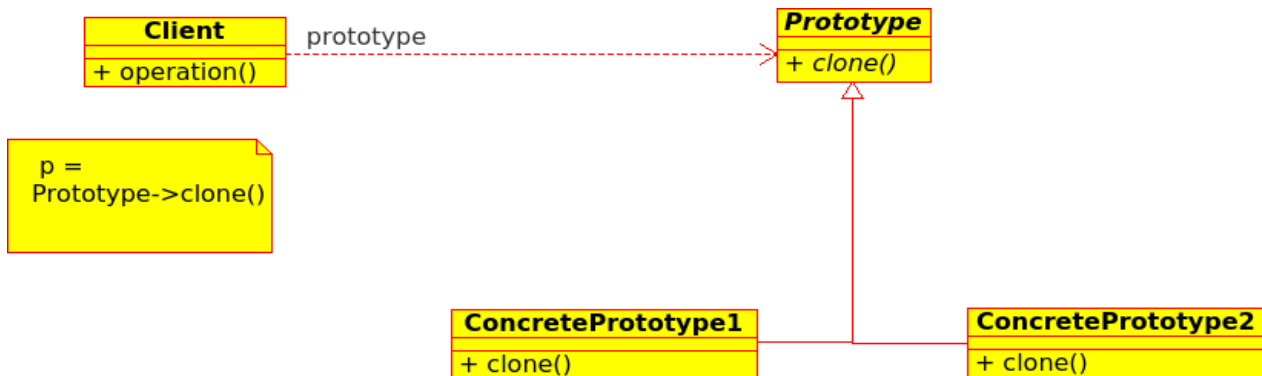 Client
+ operation()
prototype
Prototype
+ clone()
p =
Prototype->clone()
ConcretePrototype1
+ clone()
ConcretePrototype2
+ clone()